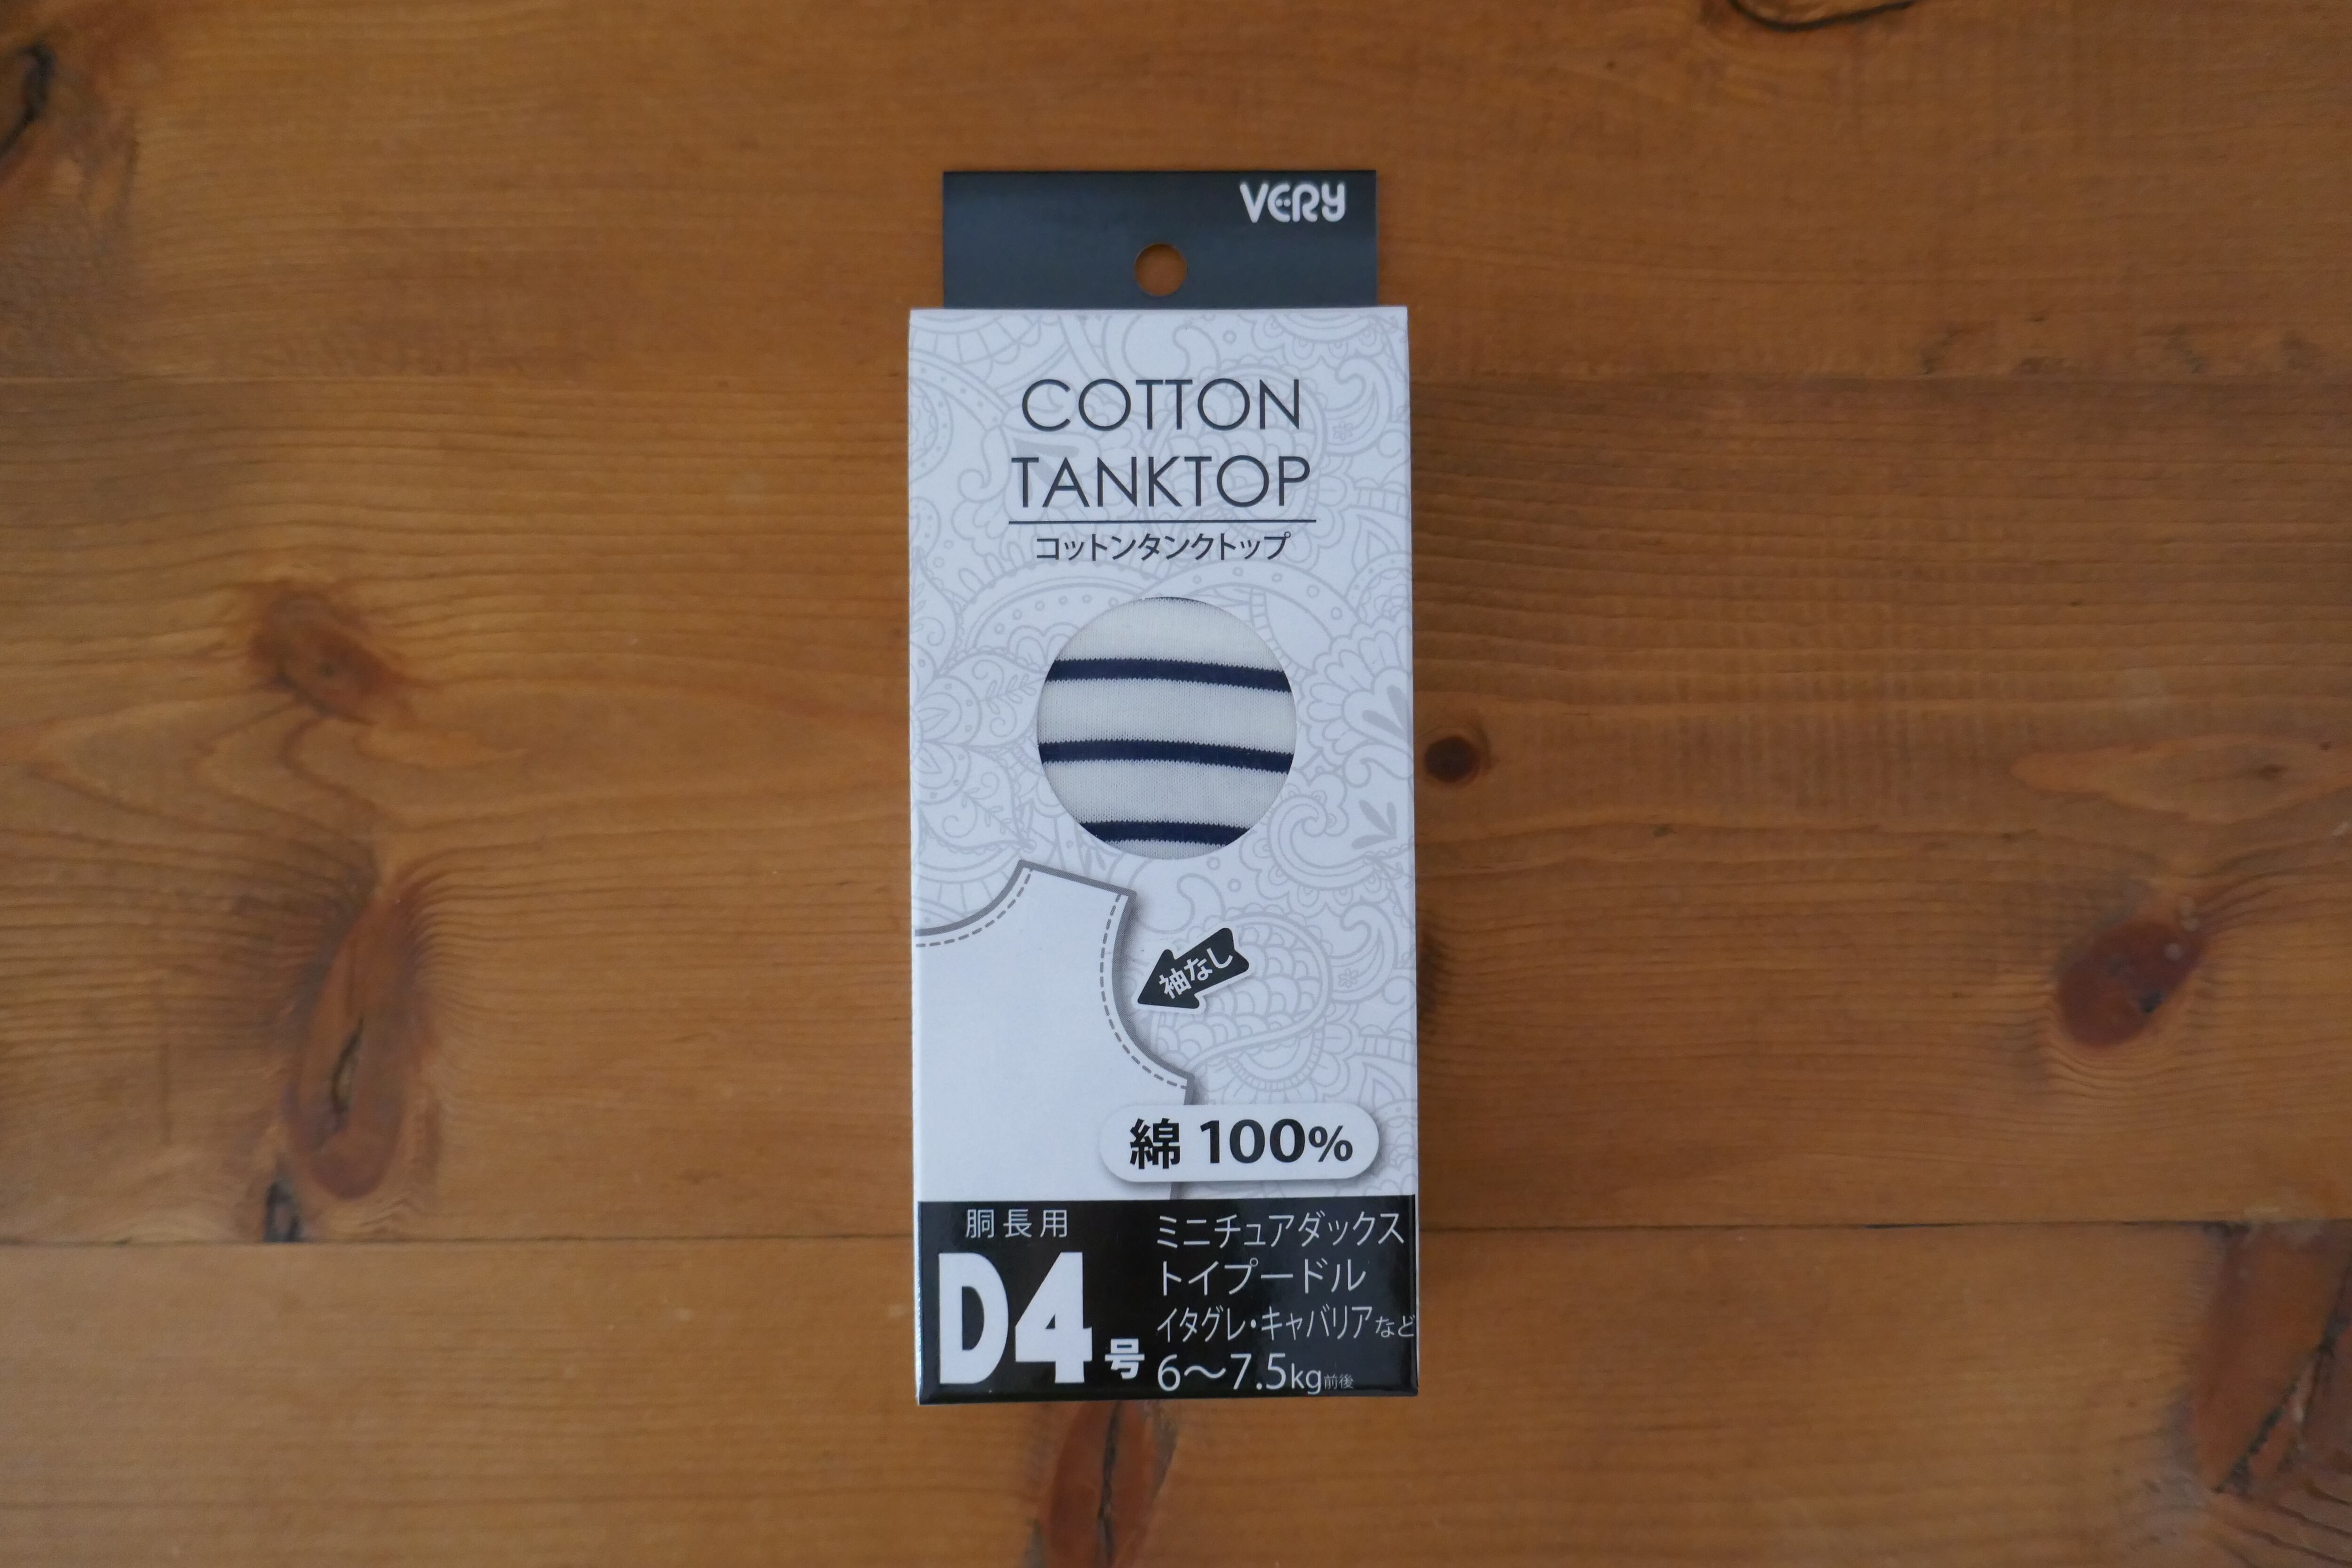 VERY
COTTON
TANKTOP
コットンタンクトップ
袖なし
綿 100%
胴長用
D4号
ミニチュアダックス
トイプードル
イタグレ・キャバリアなど
6〜7.5kg前後